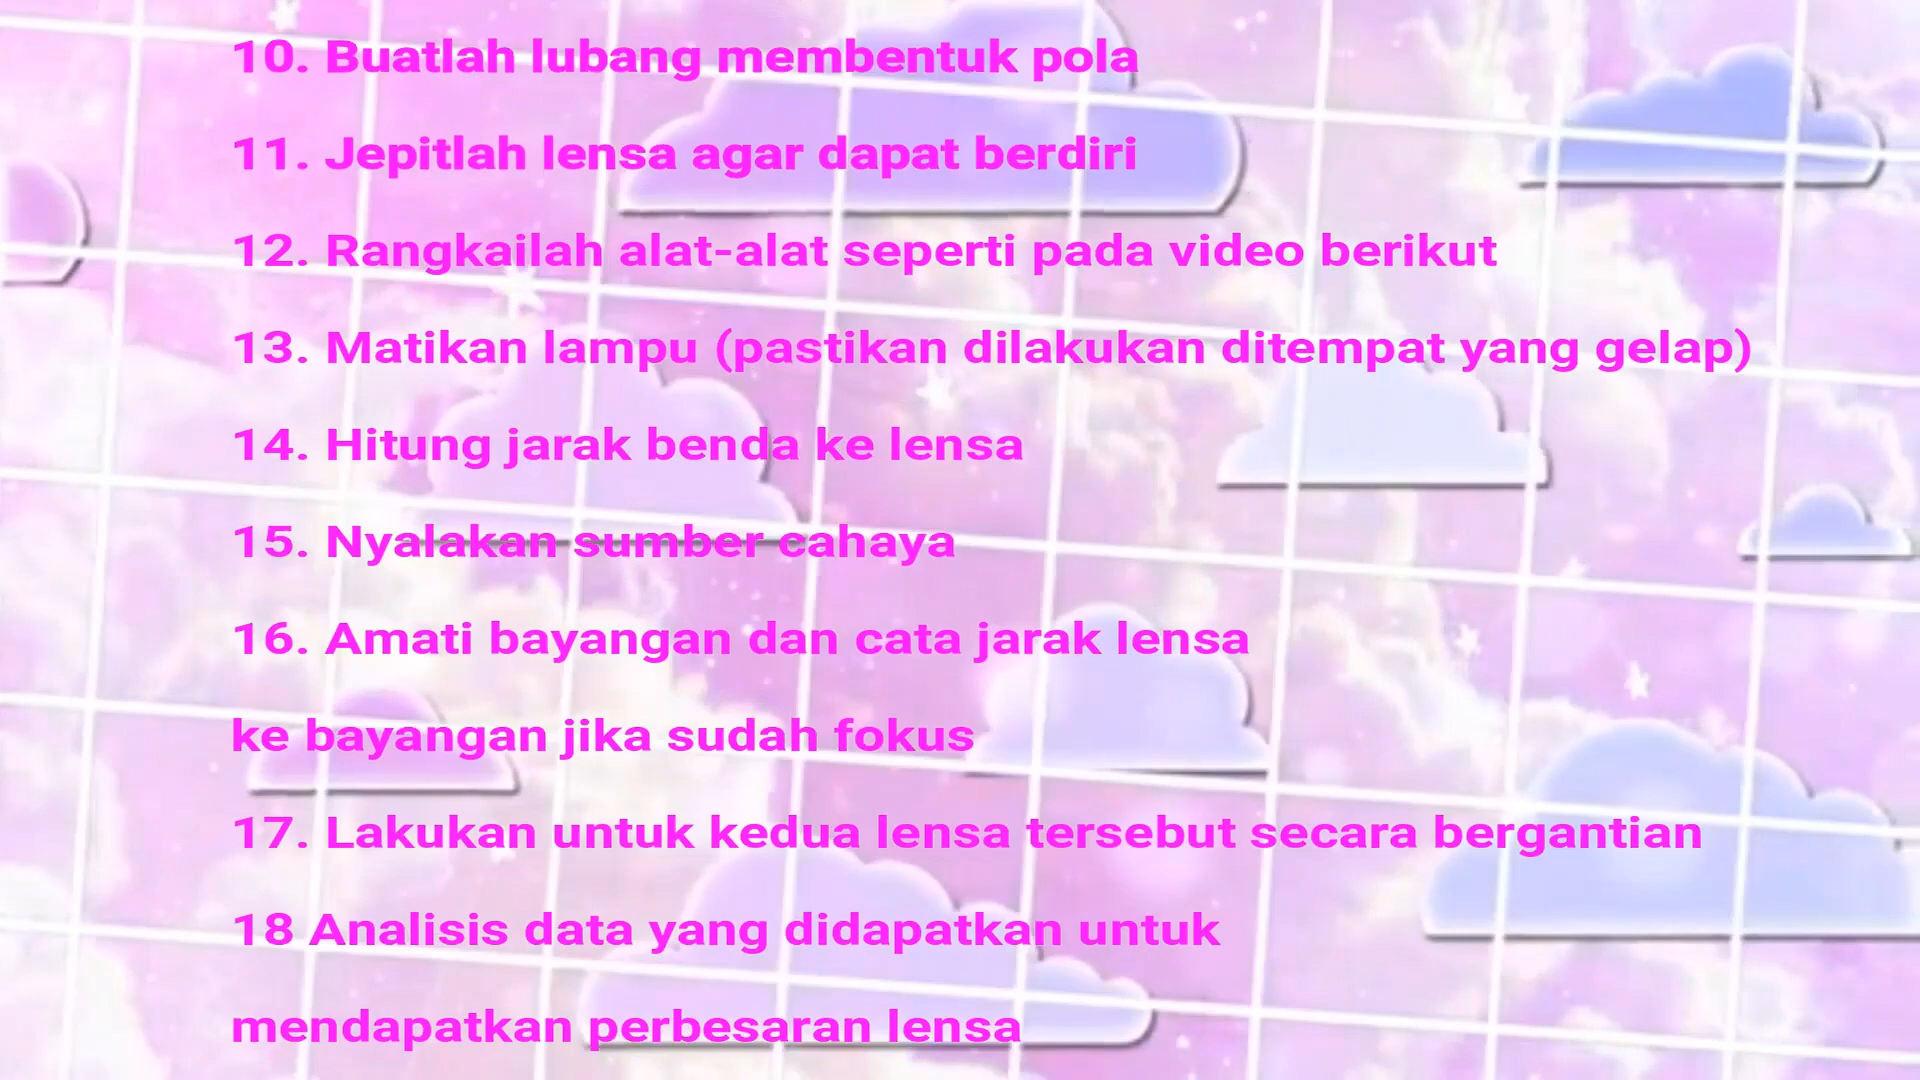 10. Buatlah lubang membentuk pola
11. Jepitlah lensa agar dapat berdiri
12. Rangkailah alat-alat seperti pada video berikut
13. Matikan lampu (pastikan dilakukan ditempat yang gelap)
14. Hitung jarak benda ke lensa
15. Nyalakan sumber cahaya
16. Amati bayangan dan cata jarak lensa
ke bayangan jika sudah fokus
17. Lakukan untuk kedua lensa tersebut secara bergantian
18 Analisis data yang didapatkan untuk
mendapatkan perbesaran lensa